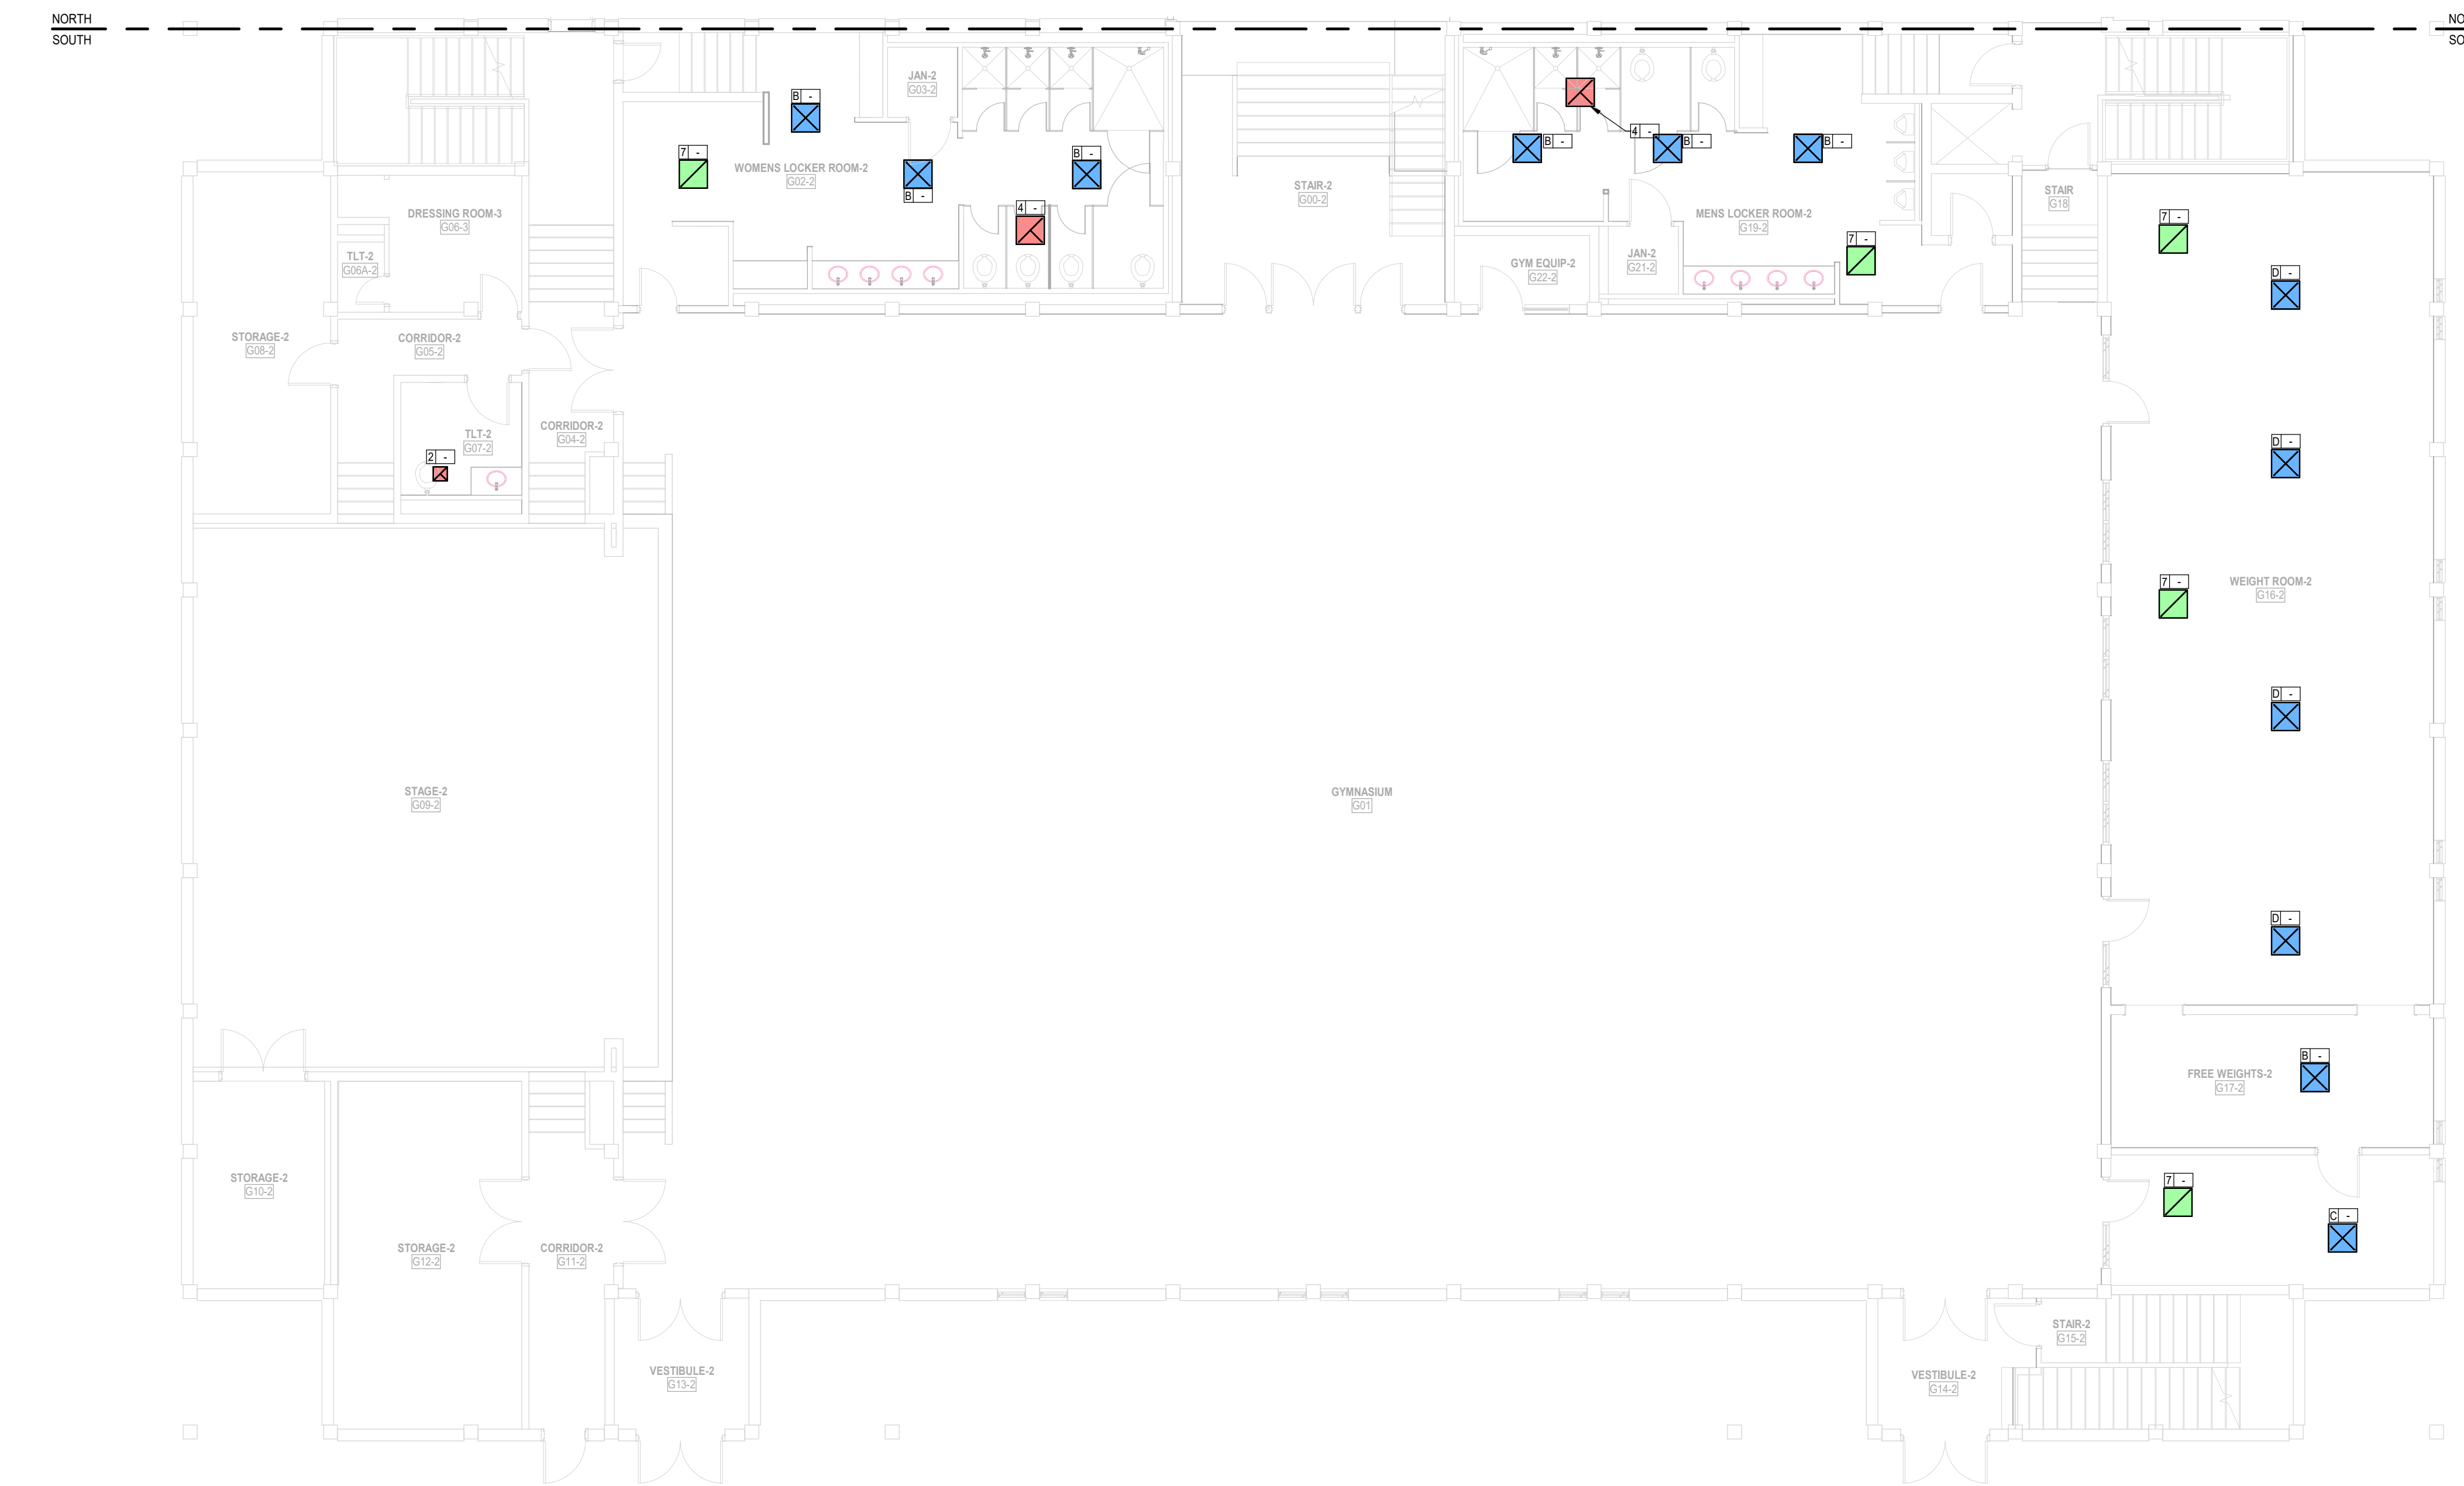 NORTH
SOUTH
NO
SO
JAN-2
G03-2
B -
7 -
WOMENS LOCKER ROOM-2
G02-2
B -
B -
4 -
STAIR-2
G00-2
4 -
B -
B -
B -
MENS LOCKER ROOM-2
G19-2
7 -
GYM EQUIP-2
G22-2
JAN-2
G21-2
STAIR
G18
7 -
D -
DRESSING ROOM-3
G06-3
TLT-2
G06A-2
STORAGE-2
G08-2
CORRIDOR-2
G05-2
CORRIDOR-2
G04-2
TLT-2
G07-2
2 -
D -
7 -
WEIGHT ROOM-2
G16-2
D -
STAGE-2
G09-2
GYMNASIUM
G01
D -
B -
FREE WEIGHTS-2
G17-2
7 -
C -
STORAGE-2
G10-2
STORAGE-2
G12-2
CORRIDOR-2
G11-2
VESTIBULE-2
G13-2
STAIR-2
G15-2
VESTIBULE-2
G14-2